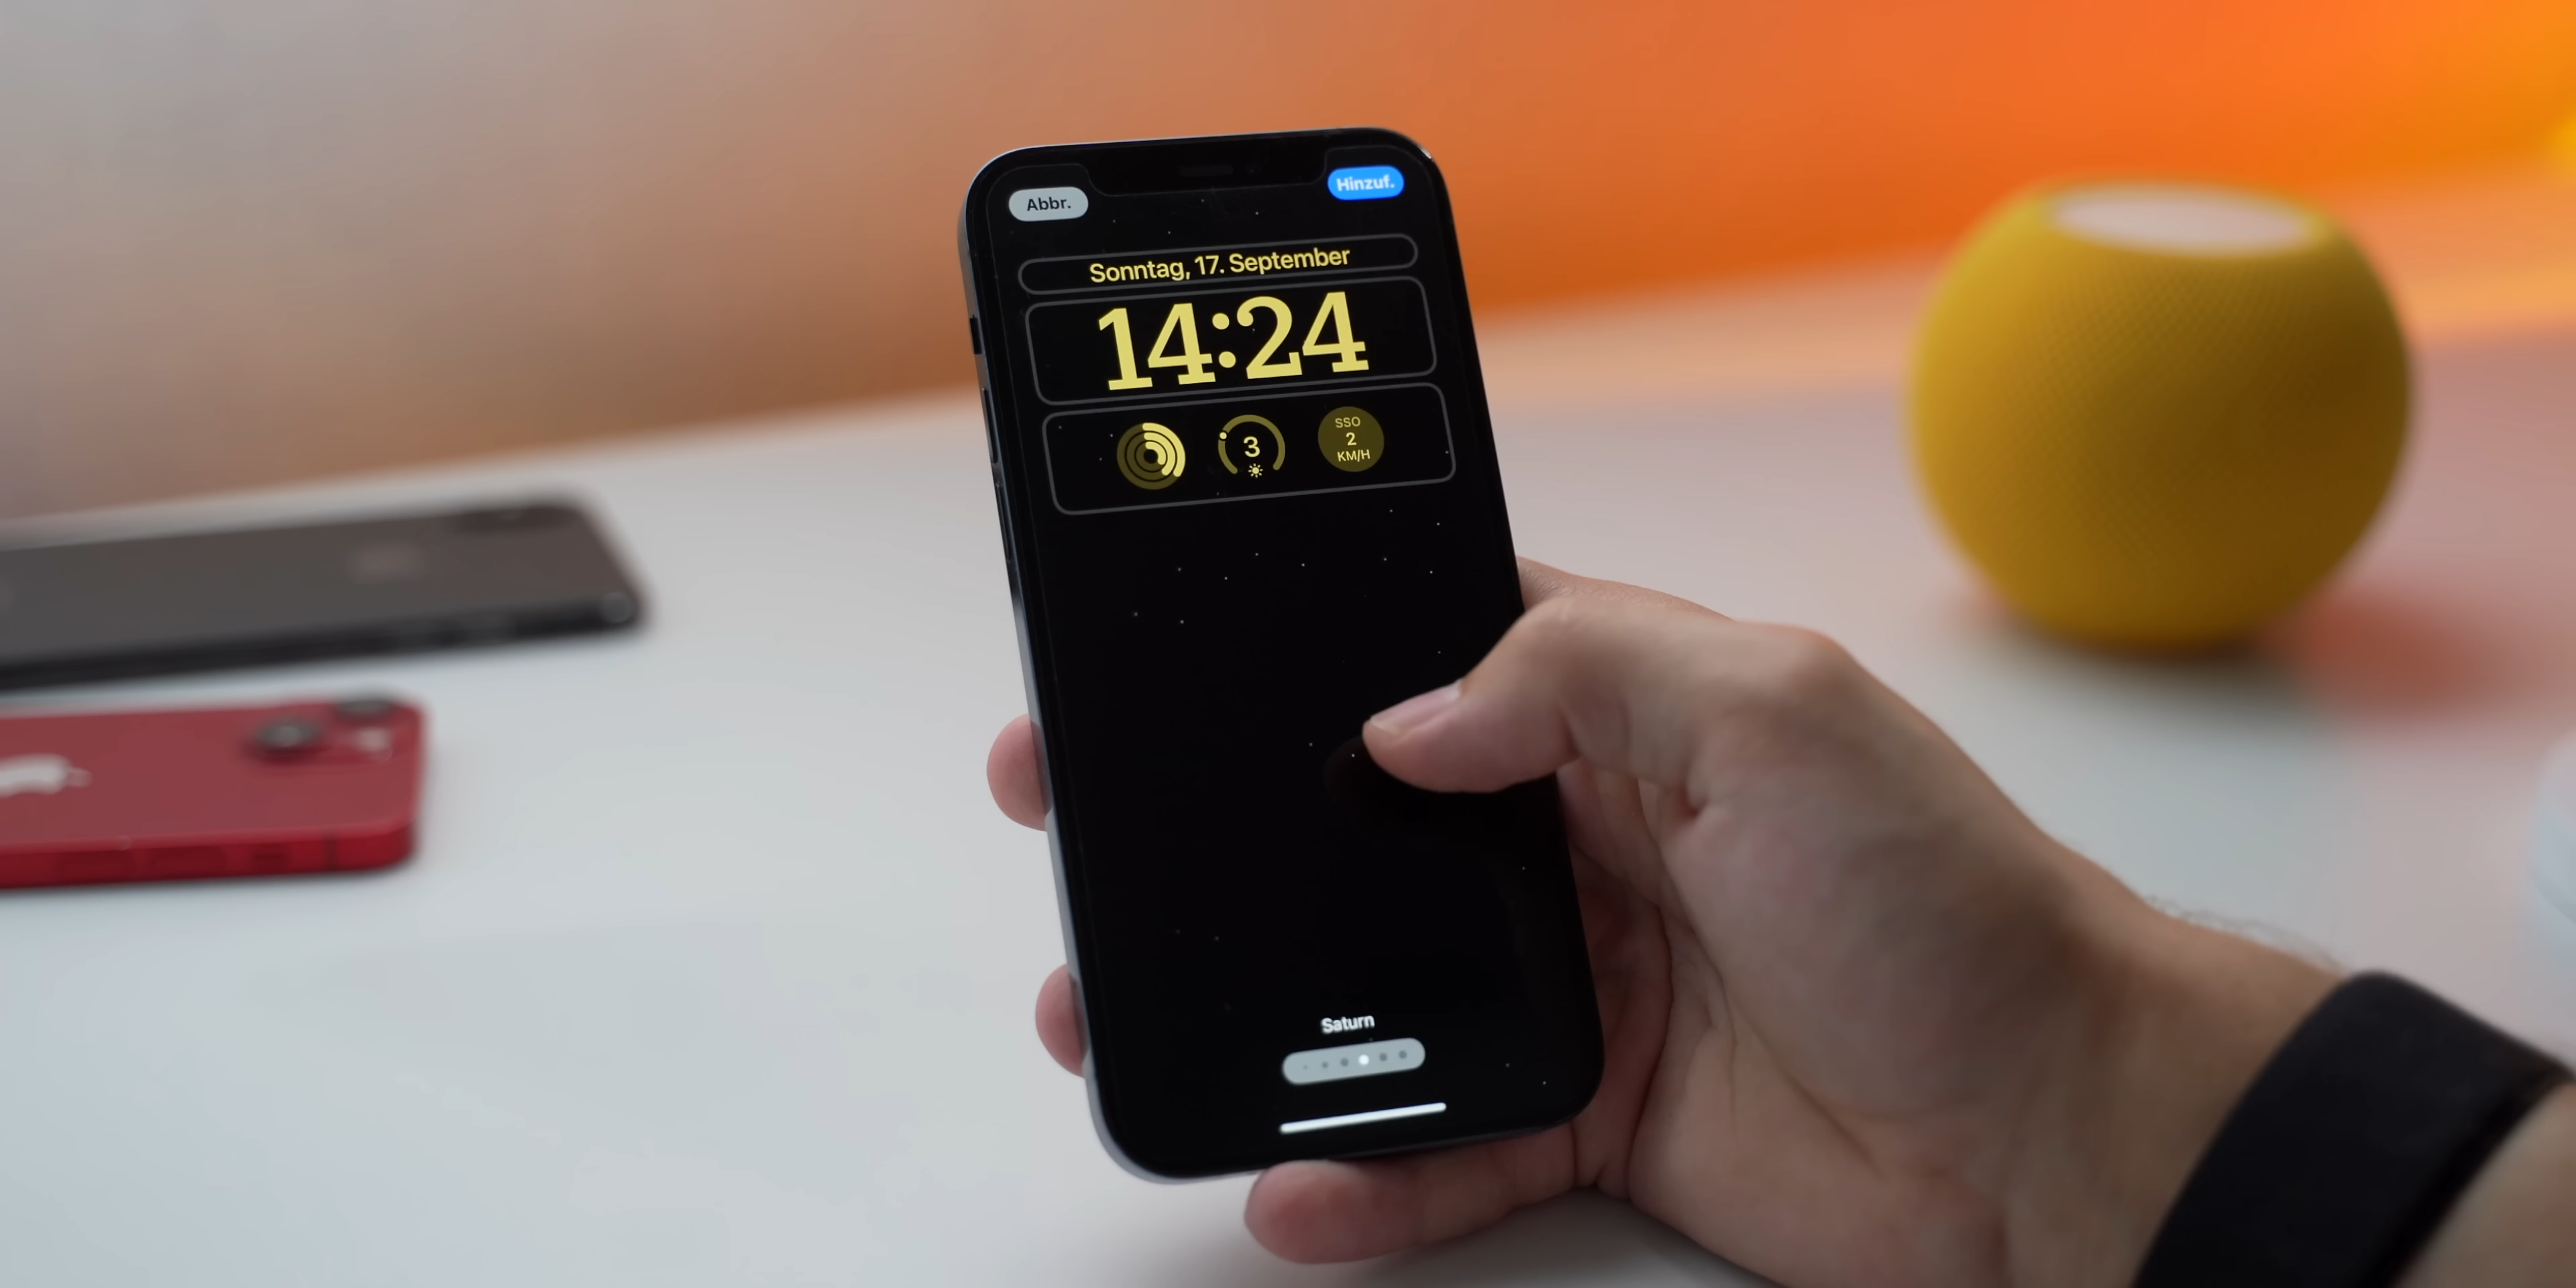 Abbr.
Hinzuf.
Sonntag, 17. September
14:24
3
SSO
2
KM/H
Saturn